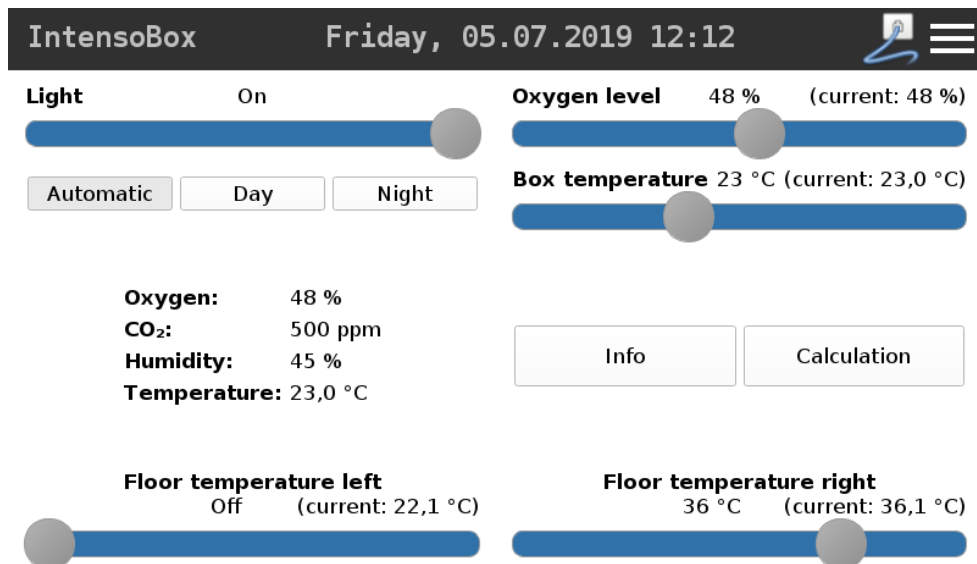 IntensoBox Friday, 05.07.2019 12:12
Light On
Automatic Day Night
Oxygen level 48 % (current: 48 %)
Box temperature 23 °C (current: 23,0 °C)
Oxygen: 48 %
CO₂: 500 ppm
Humidity: 45 %
Temperature: 23,0 °C
Info Calculation
Floor temperature left
Off (current: 22,1 °C)
Floor temperature right
36 °C (current: 36,1 °C)